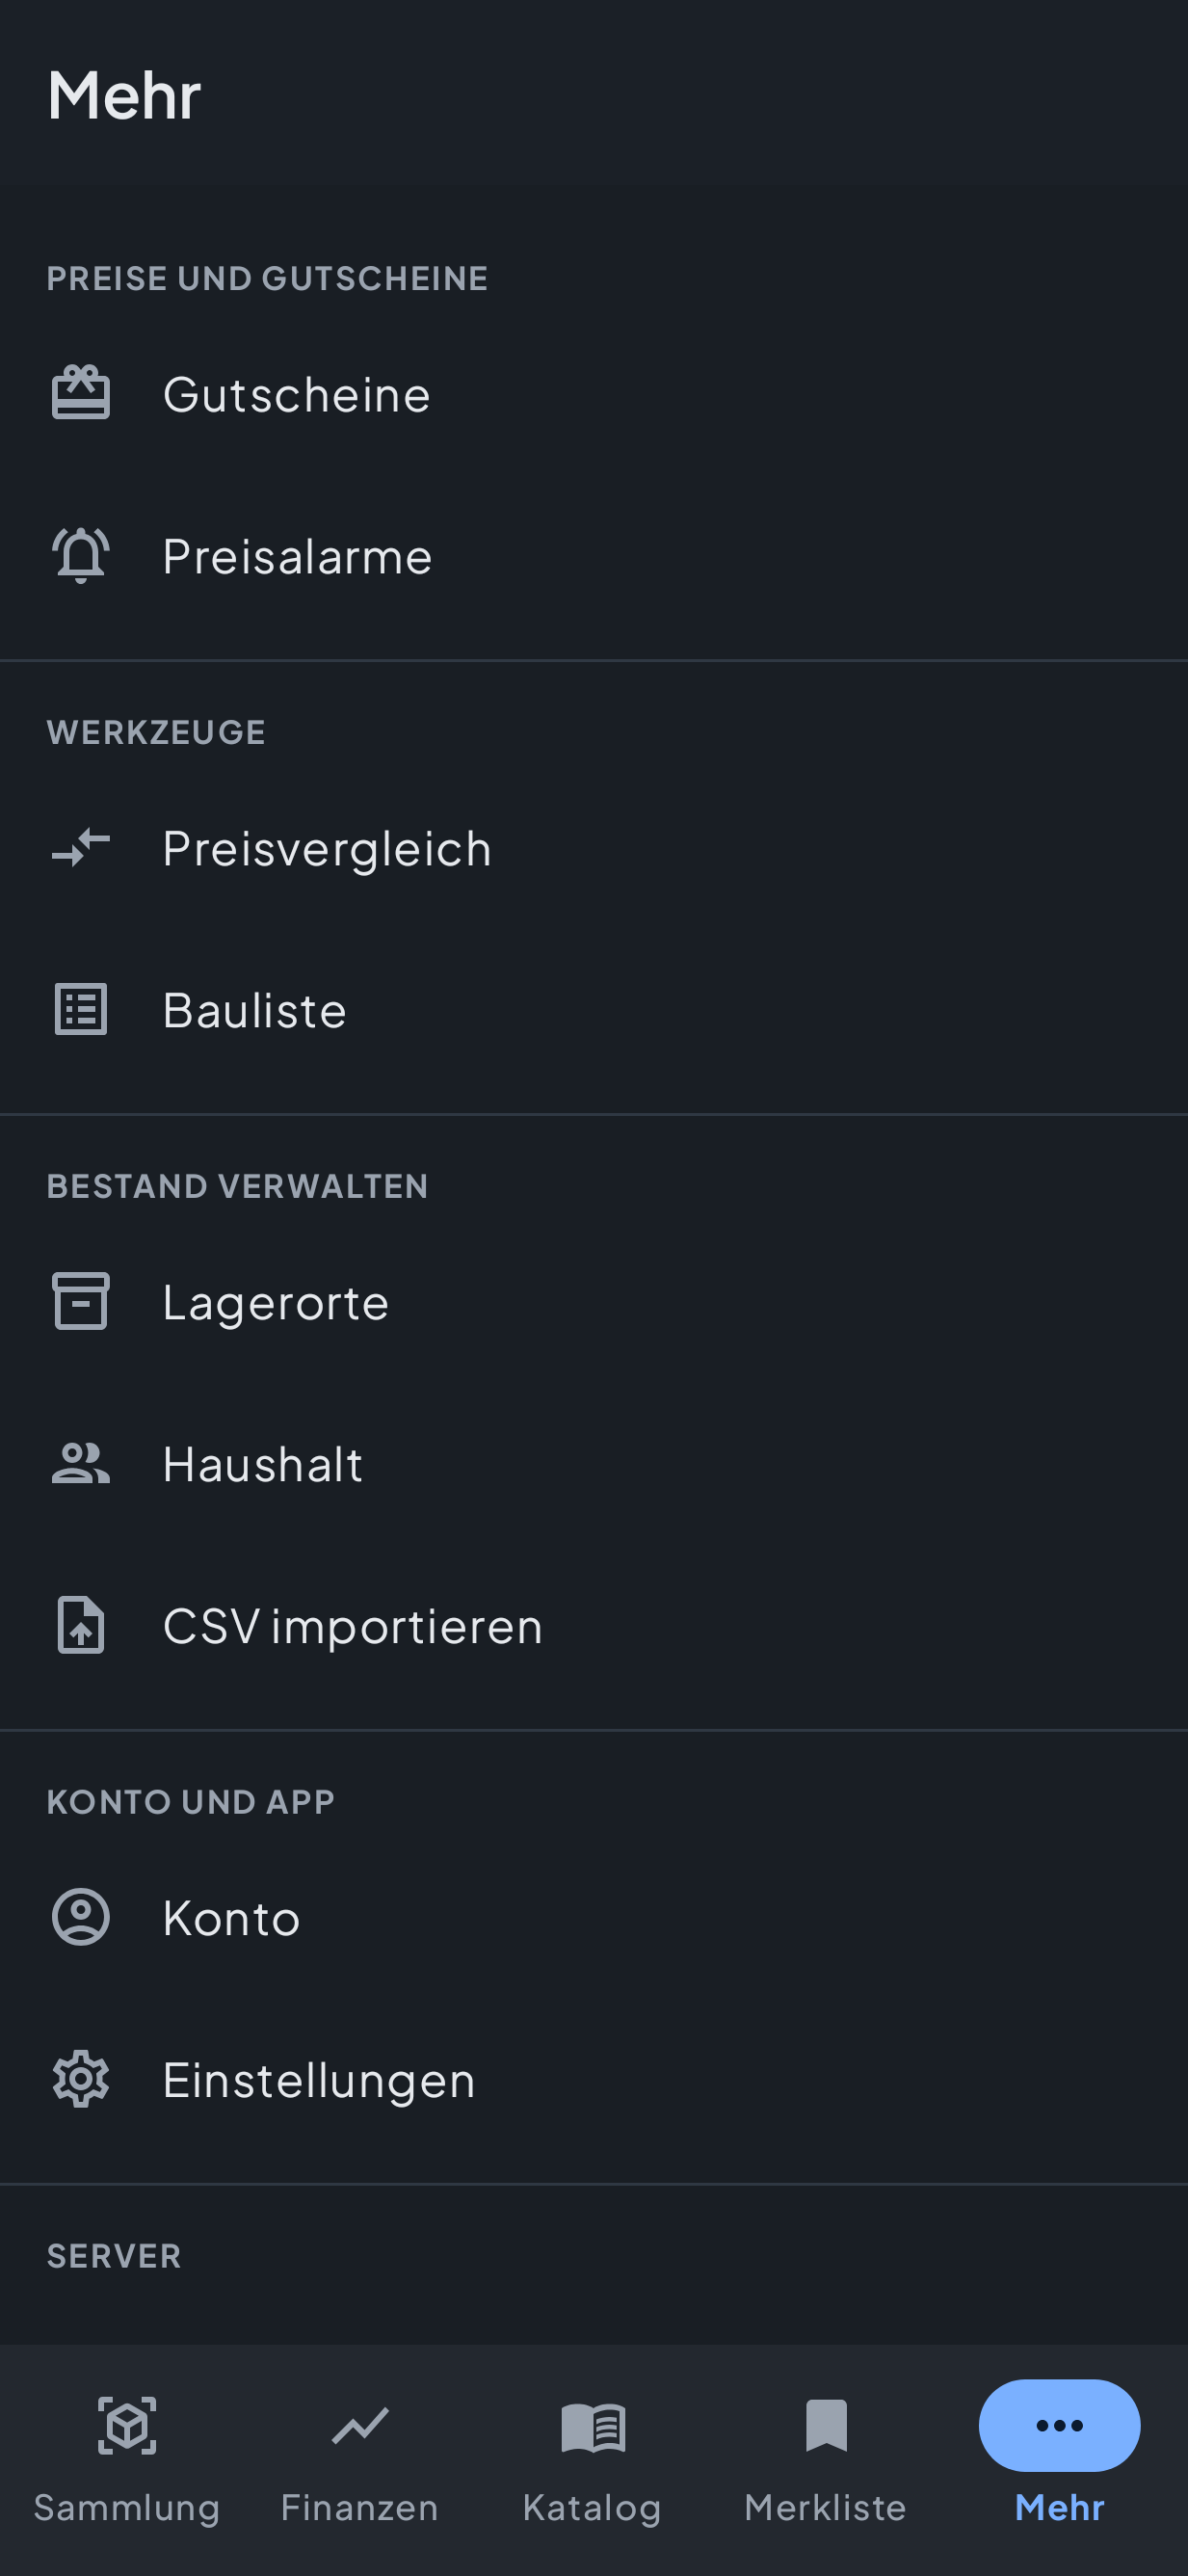 Mehr
PREISE UND GUTSCHEINE
Gutscheine
Preisalarme
WERKZEUGE
Preisvergleich
Bauliste
BESTAND VERWALTEN
Lagerorte
Haushalt
CSV importieren
KONTO UND APP
Konto
Einstellungen
SERVER
Sammlung
Finanzen
Katalog
Merkliste
Mehr